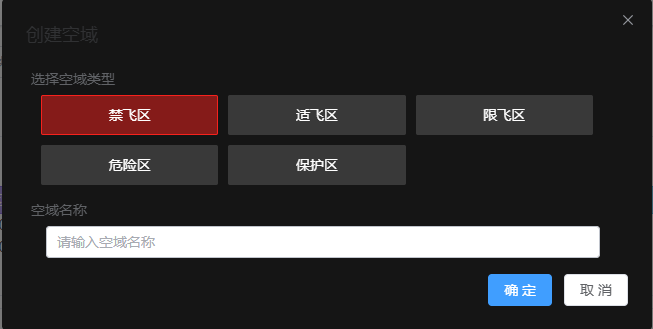 创建空域
选择空域类型
禁飞区 适飞区 限飞区
危险区 保护区
空域名称
请输入空域名称
确 定 取 消